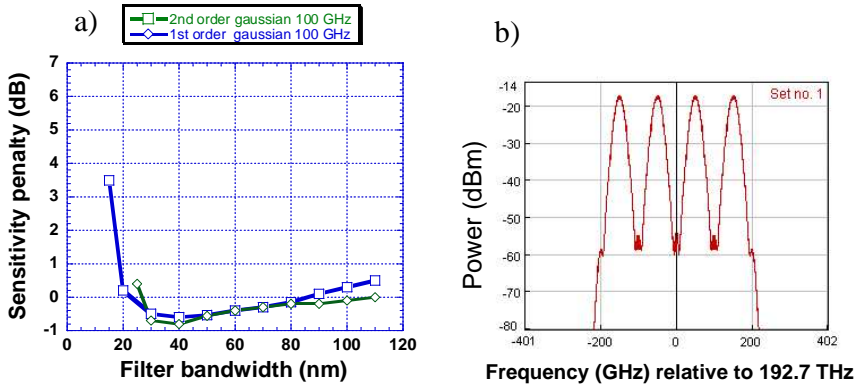 a)
2nd order gaussian 100 GHz
1st order gaussian 100 GHz
Sensitivity penalty (dB)
7
6
5
4
3
2
1
0
-1
0 20 40 60 80 100 120
Filter bandwidth (nm)
b)
Set no. 1
Power (dBm)
-14
-20
-30
-40
-50
-60
-70
-80
-401 -200 0 200 402
Frequency (GHz) relative to 192.7 THz